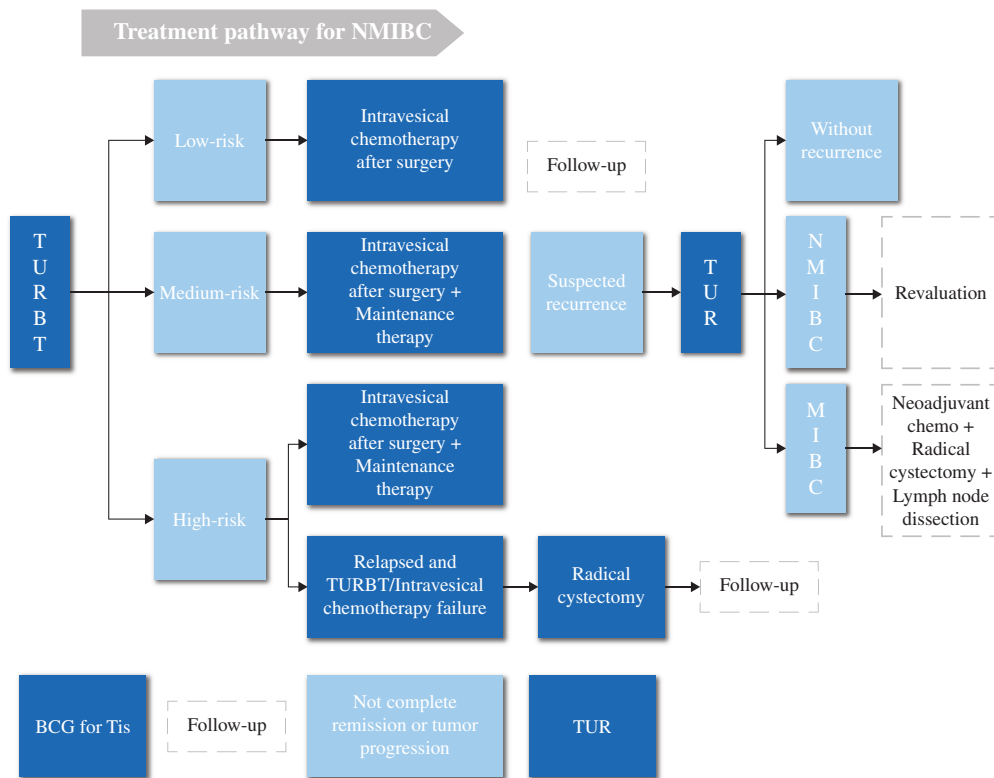 Treatment pathway for NMIBC
T
U
R
B
T
Low-risk
Intravesical
chemotherapy
after surgery
Follow-up
Medium-risk
Intravesical
chemotherapy
after surgery +
Maintenance
therapy
Suspected
recurrence
T
U
R
Without
recurrence
N
M
I
B
C
Revaluation
M
I
B
C
Neoadjuvant
chemo +
Radical
cystectomy +
Lymph node
dissection
High-risk
Intravesical
chemotherapy
after surgery +
Maintenance
therapy
Relapsed and
TURBT/Intravesical
chemotherapy failure
Radical
cystectomy
Follow-up
BCG for Tis
Follow-up
Not complete
remission or tumor
progression
TUR